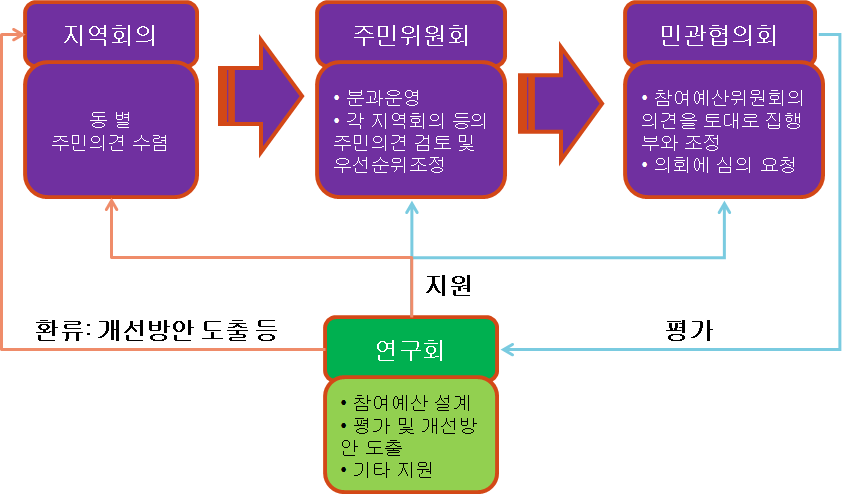 지역회의
동 별
주민의견 수렴
주민위원회
• 분과운영
• 각 지역회의 등의
주민의견 검토 및
우선순위조정
민관협의회
• 참여예산위원회의
의견을 토대로 집행
부와 조정
• 의회에 심의 요청
지원
환류: 개선방안 도출 등
평가
연구회
• 참여예산 설계
• 평가 및 개선방
안 도출
• 기타 지원